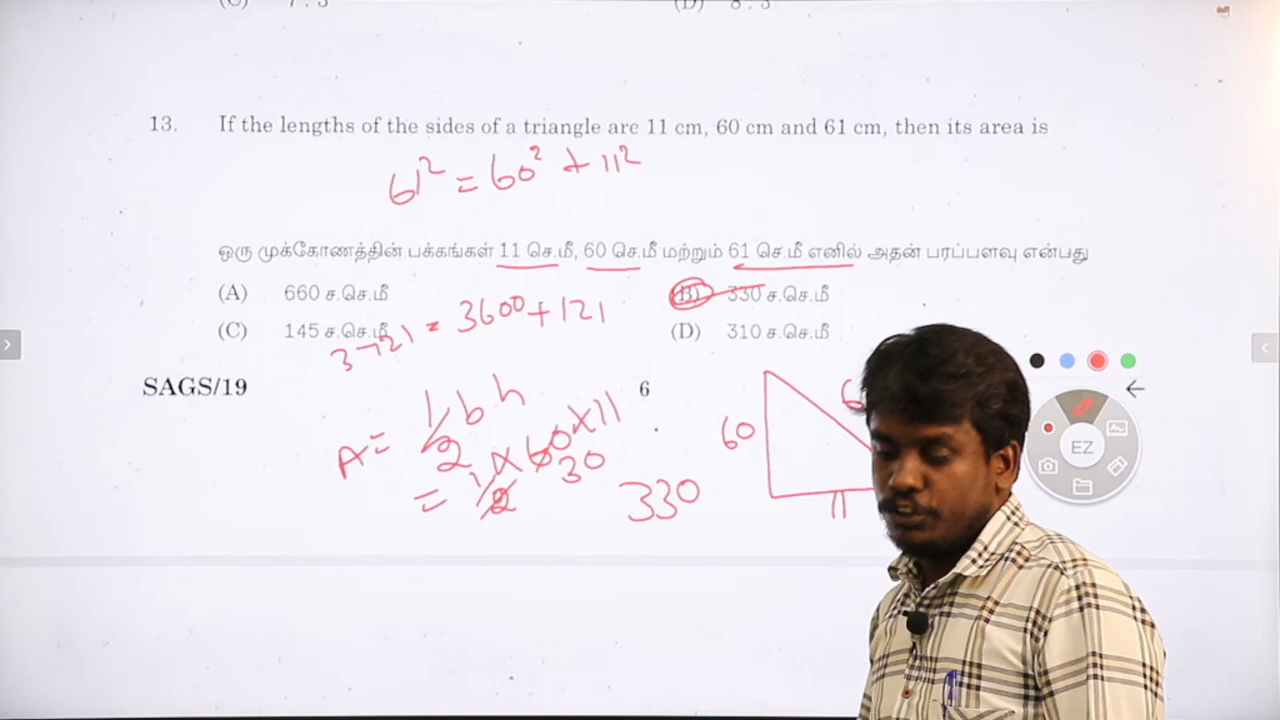 13. If the lengths of the sides of a triangle are 11 cm, 60 cm and 61 cm, then its area is
61² = 60² + 11²
ஒரு முக்கோணத்தின் பக்கங்கள் 11 செ.மீ, 60 செ.மீ மற்றும் 61 செ.மீ எனில் அதன் பரப்பளவு என்பது
(A) 660 ச.செ.மீ (B) 330 ச.செ.மீ
(C) 145 ச.செ.மீ (D) 310 ச.செ.மீ
3721 = 3600 + 121
SAGS/19 6
A = 1/2 b h
= 1/2 x 60 x 11
30
330
60
11
EZ